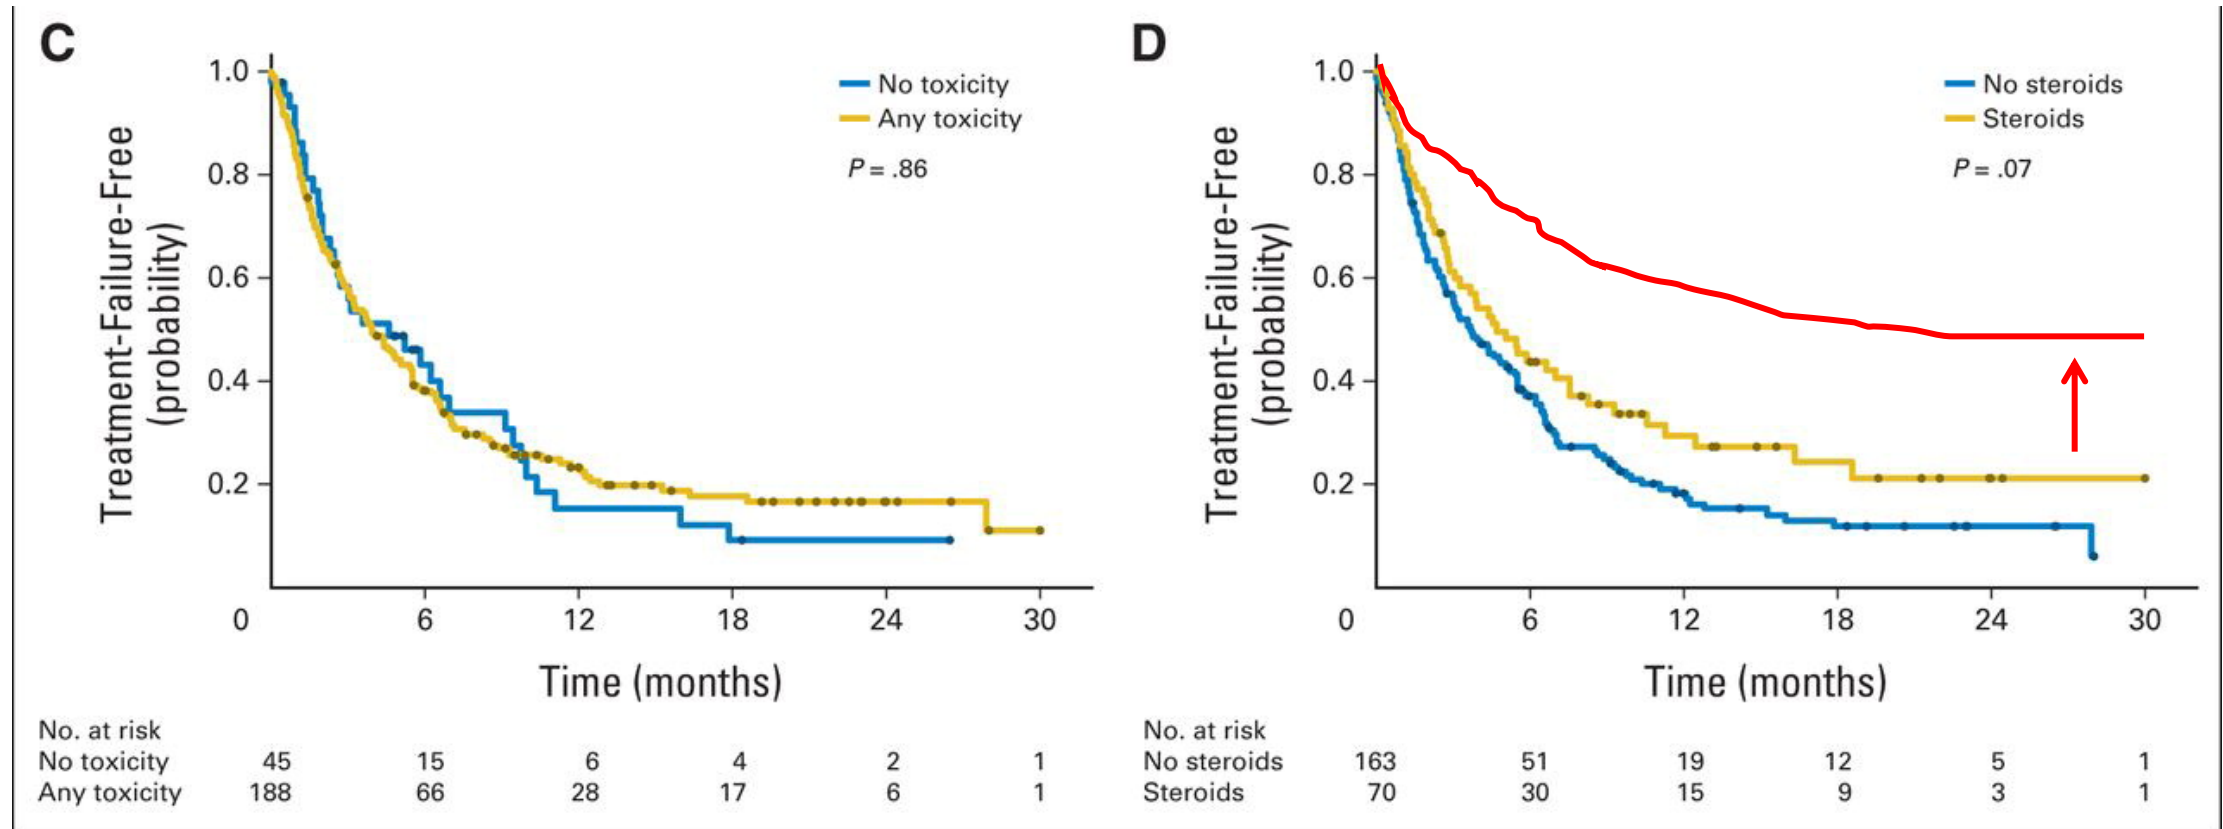 C
1.0
0.8
0.6
0.4
0.2
0
6
12
18
24
30
Treatment-Failure-Free
(probability)
No toxicity
Any toxicity
P = .86
Time (months)
No. at risk
No toxicity 45 15 6 4 2 1
Any toxicity 188 66 28 17 6 1
D
1.0
0.8
0.6
0.4
0.2
0
6
12
18
24
30
Treatment-Failure-Free
(probability)
No steroids
Steroids
P = .07
Time (months)
No. at risk
No steroids 163 51 19 12 5 1
Steroids 70 30 15 9 3 1